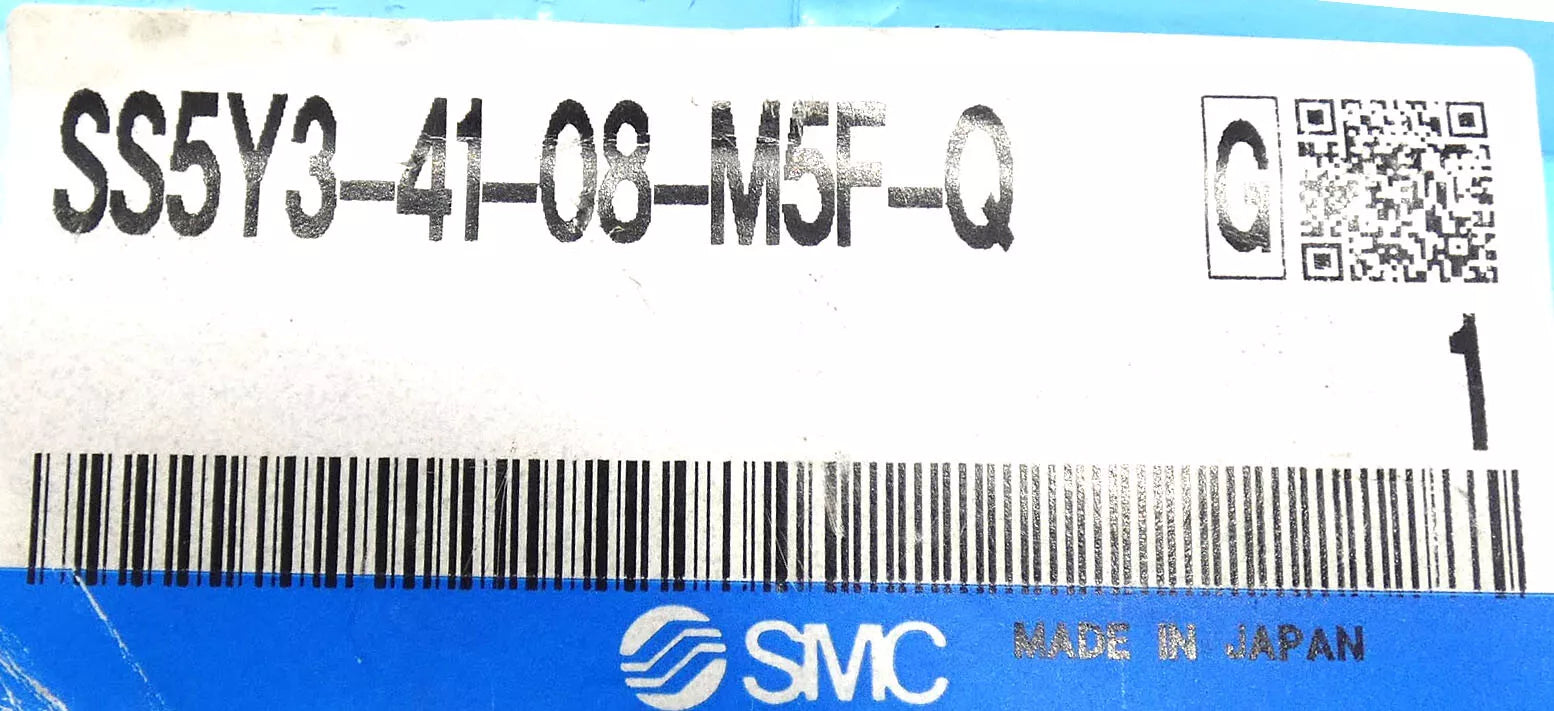 SS5Y3-41-08-M5F-Q G
1
SMC MADE IN JAPAN